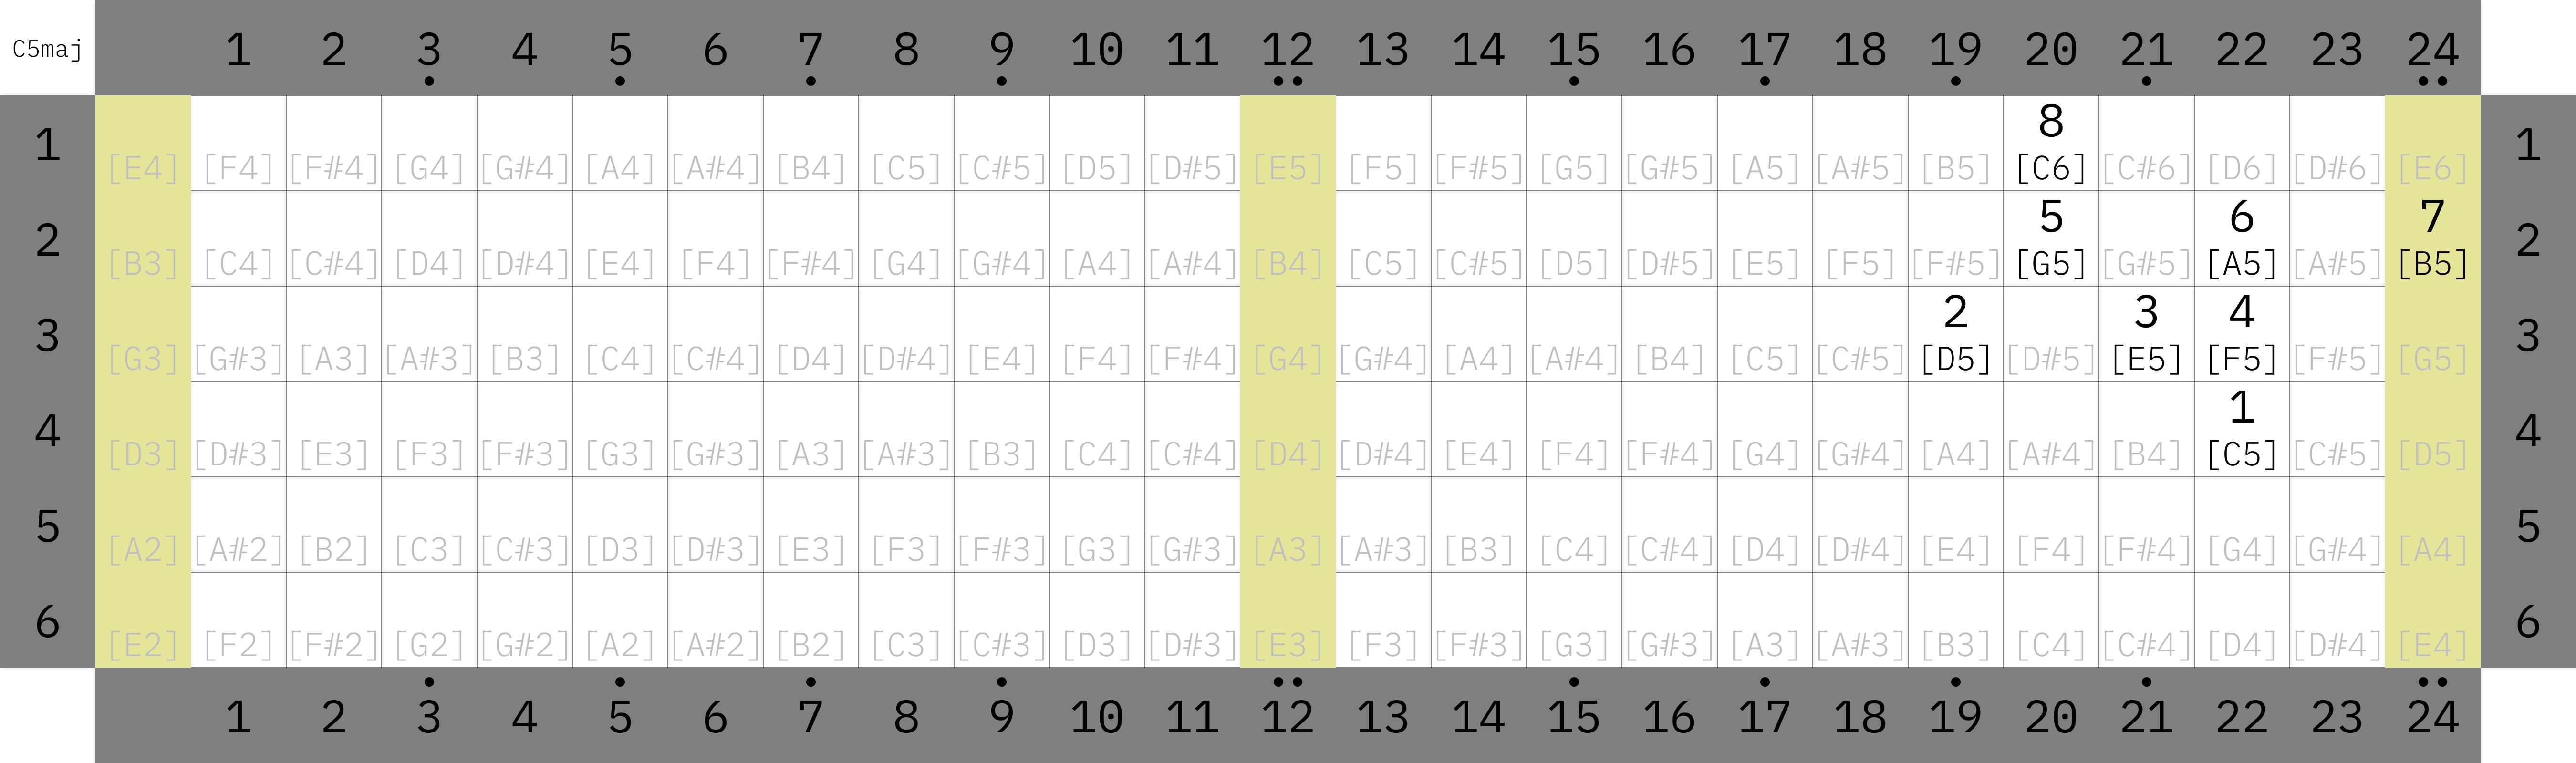 C5maj
1 2 3 4 5 6 7 8 9 10 11 12 13 14 15 16 17 18 19 20 21 22 23 24
8
1 [E4] [F4] [F#4] [G4] [G#4] [A4] [A#4] [B4] [C5] [C#5] [D5] [D#5] [E5] [F5] [F#5] [G5] [G#5] [A5] [A#5] [B5] [C6] [C#6] [D6] [D#6] [E6] 1
5 6 7
2 [B3] [C4] [C#4] [D4] [D#4] [E4] [F4] [F#4] [G4] [G#4] [A4] [A#4] [B4] [C5] [C#5] [D5] [D#5] [E5] [F5] [F#5] [G5] [G#5] [A5] [A#5] [B5] 2
2 3 4
3 [G3] [G#3] [A3] [A#3] [B3] [C4] [C#4] [D4] [D#4] [E4] [F4] [F#4] [G4] [G#4] [A4] [A#4] [B4] [C5] [C#5] [D5] [D#5] [E5] [F5] [F#5] [G5] 3
1
4 [D3] [D#3] [E3] [F3] [F#3] [G3] [G#3] [A3] [A#3] [B3] [C4] [C#4] [D4] [D#4] [E4] [F4] [F#4] [G4] [G#4] [A4] [A#4] [B4] [C5] [C#5] [D5] 4
5 [A2] [A#2] [B2] [C3] [C#3] [D3] [D#3] [E3] [F3] [F#3] [G3] [G#3] [A3] [A#3] [B3] [C4] [C#4] [D4] [D#4] [E4] [F4] [F#4] [G4] [G#4] [A4] 5
6 [E2] [F2] [F#2] [G2] [G#2] [A2] [A#2] [B2] [C3] [C#3] [D3] [D#3] [E3] [F3] [F#3] [G3] [G#3] [A3] [A#3] [B3] [C4] [C#4] [D4] [D#4] [E4] 6
1 2 3 4 5 6 7 8 9 10 11 12 13 14 15 16 17 18 19 20 21 22 23 24